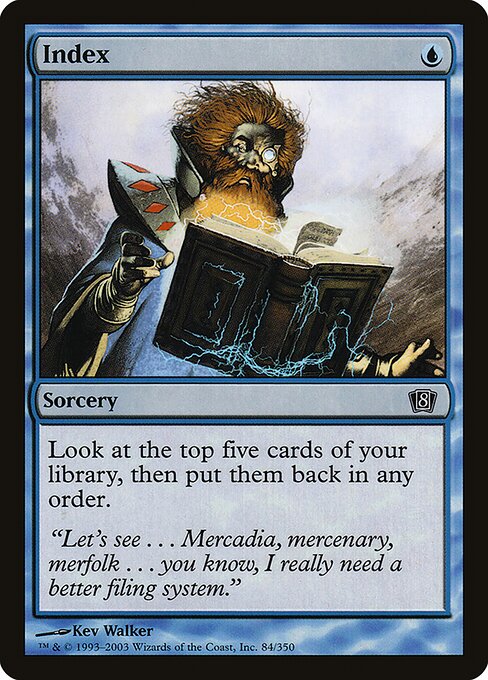 Index
Sorcery
8
Look at the top five cards of your
library, then put them back in any
order.
“Let's see . . . Mercadia, mercenary,
merfolk . . . you know, I really need a
better filing system.”
Kev Walker
™ & © 1993–2003 Wizards of the Coast, Inc. 84/350